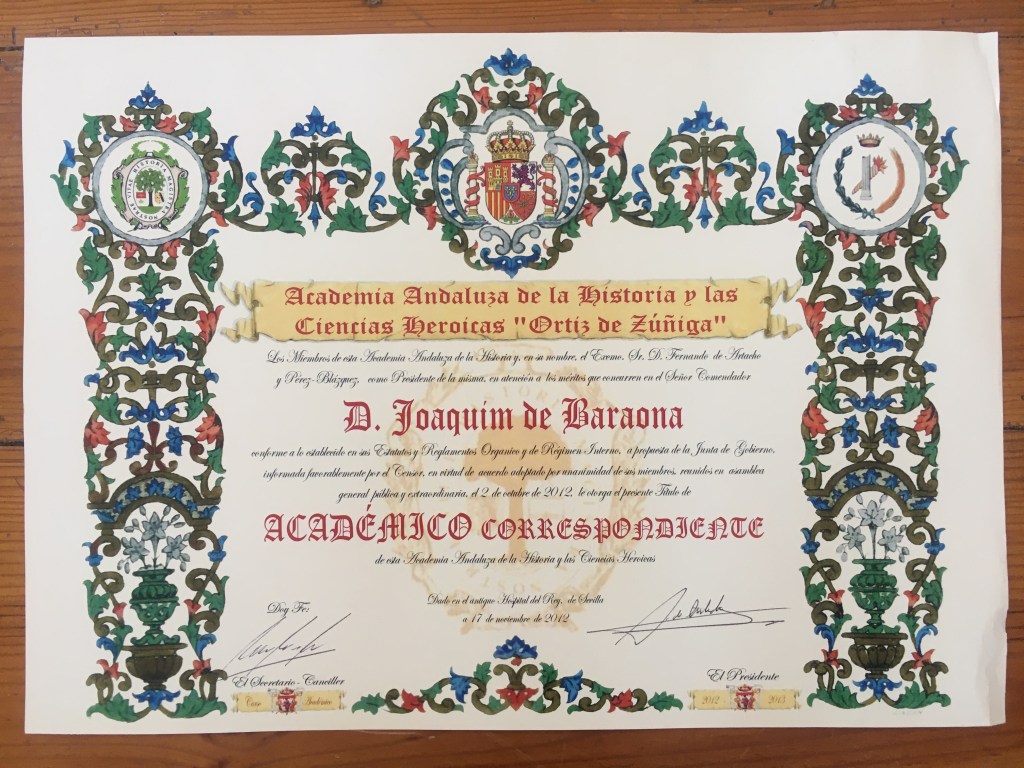 HISTORIA MAGISTRA VITAE NOSTRAE
Academia Andaluza de la Historia y las
Ciencias Heroicas "Ortiz de Zúñiga"
Los Miembros de esta Academia Andaluza de la Historia y, en su nombre, el Excmo. Sr. D. Fernando de Artacho
y Pérez-Blázquez, como Presidente de la misma, en atención a los méritos que concurren en el Señor Comendador
D. Joaquim de Baraona
conforme a lo establecido en sus Estatutos y Reglamentos Organico y de Régimen Interno, a propuesta de la Junta de Gobierno,
informada favorablemente por el Censor, en virtud de acuerdo adoptado por unanimidad de sus miembros, reunidos en asamblea
general pública y extraordinaria, el 2 de octubre de 2012, le otorga el presente Título de
ACADÉMICO CORRESPONDIENTE
de esta Academia Andaluza de la Historia y las Ciencias Heroicas
Dado en el antiguo Hospital del Rey, de Sevilla
a 17 de noviembre de 2012
Doy Fe:
El Secretario-Canciller
El Presidente
Curso Académico
2012 - 2013